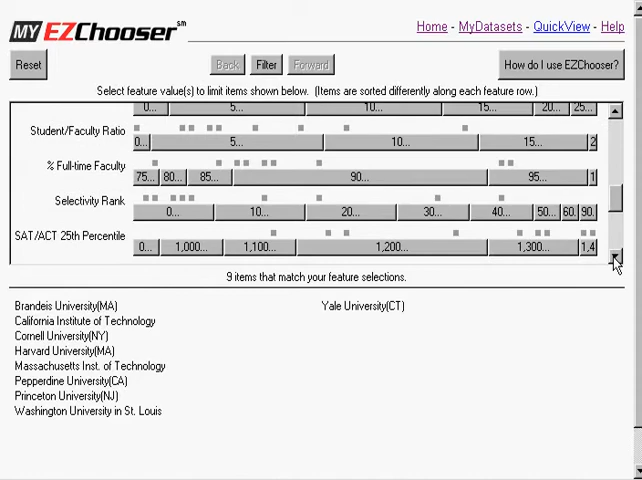 MY EZChooser SM
Home - MyDatasets - QuickView - Help
Reset Back Filter Forward How do I use EZChooser?
Select feature value(s) to limit items shown below. (Items are sorted differently along each feature row.)
0... 5... 10... 15... 20... 25...
Student/Faculty Ratio
0... 5... 10... 15... 2
% Full-time Faculty
75... 80... 85... 90... 95... 1
Selectivity Rank
0... 10... 20... 30... 40... 50... 60. 90.
SAT/ACT 25th Percentile
0... 1,000... 1,100... 1,200... 1,300... 1,4
9 items that match your feature selections.
Brandeis University(MA) Yale University(CT)
California Institute of Technology
Cornell University(NY)
Harvard University(MA)
Massachusetts Inst. of Technology
Pepperdine University(CA)
Princeton University(NJ)
Washington University in St. Louis